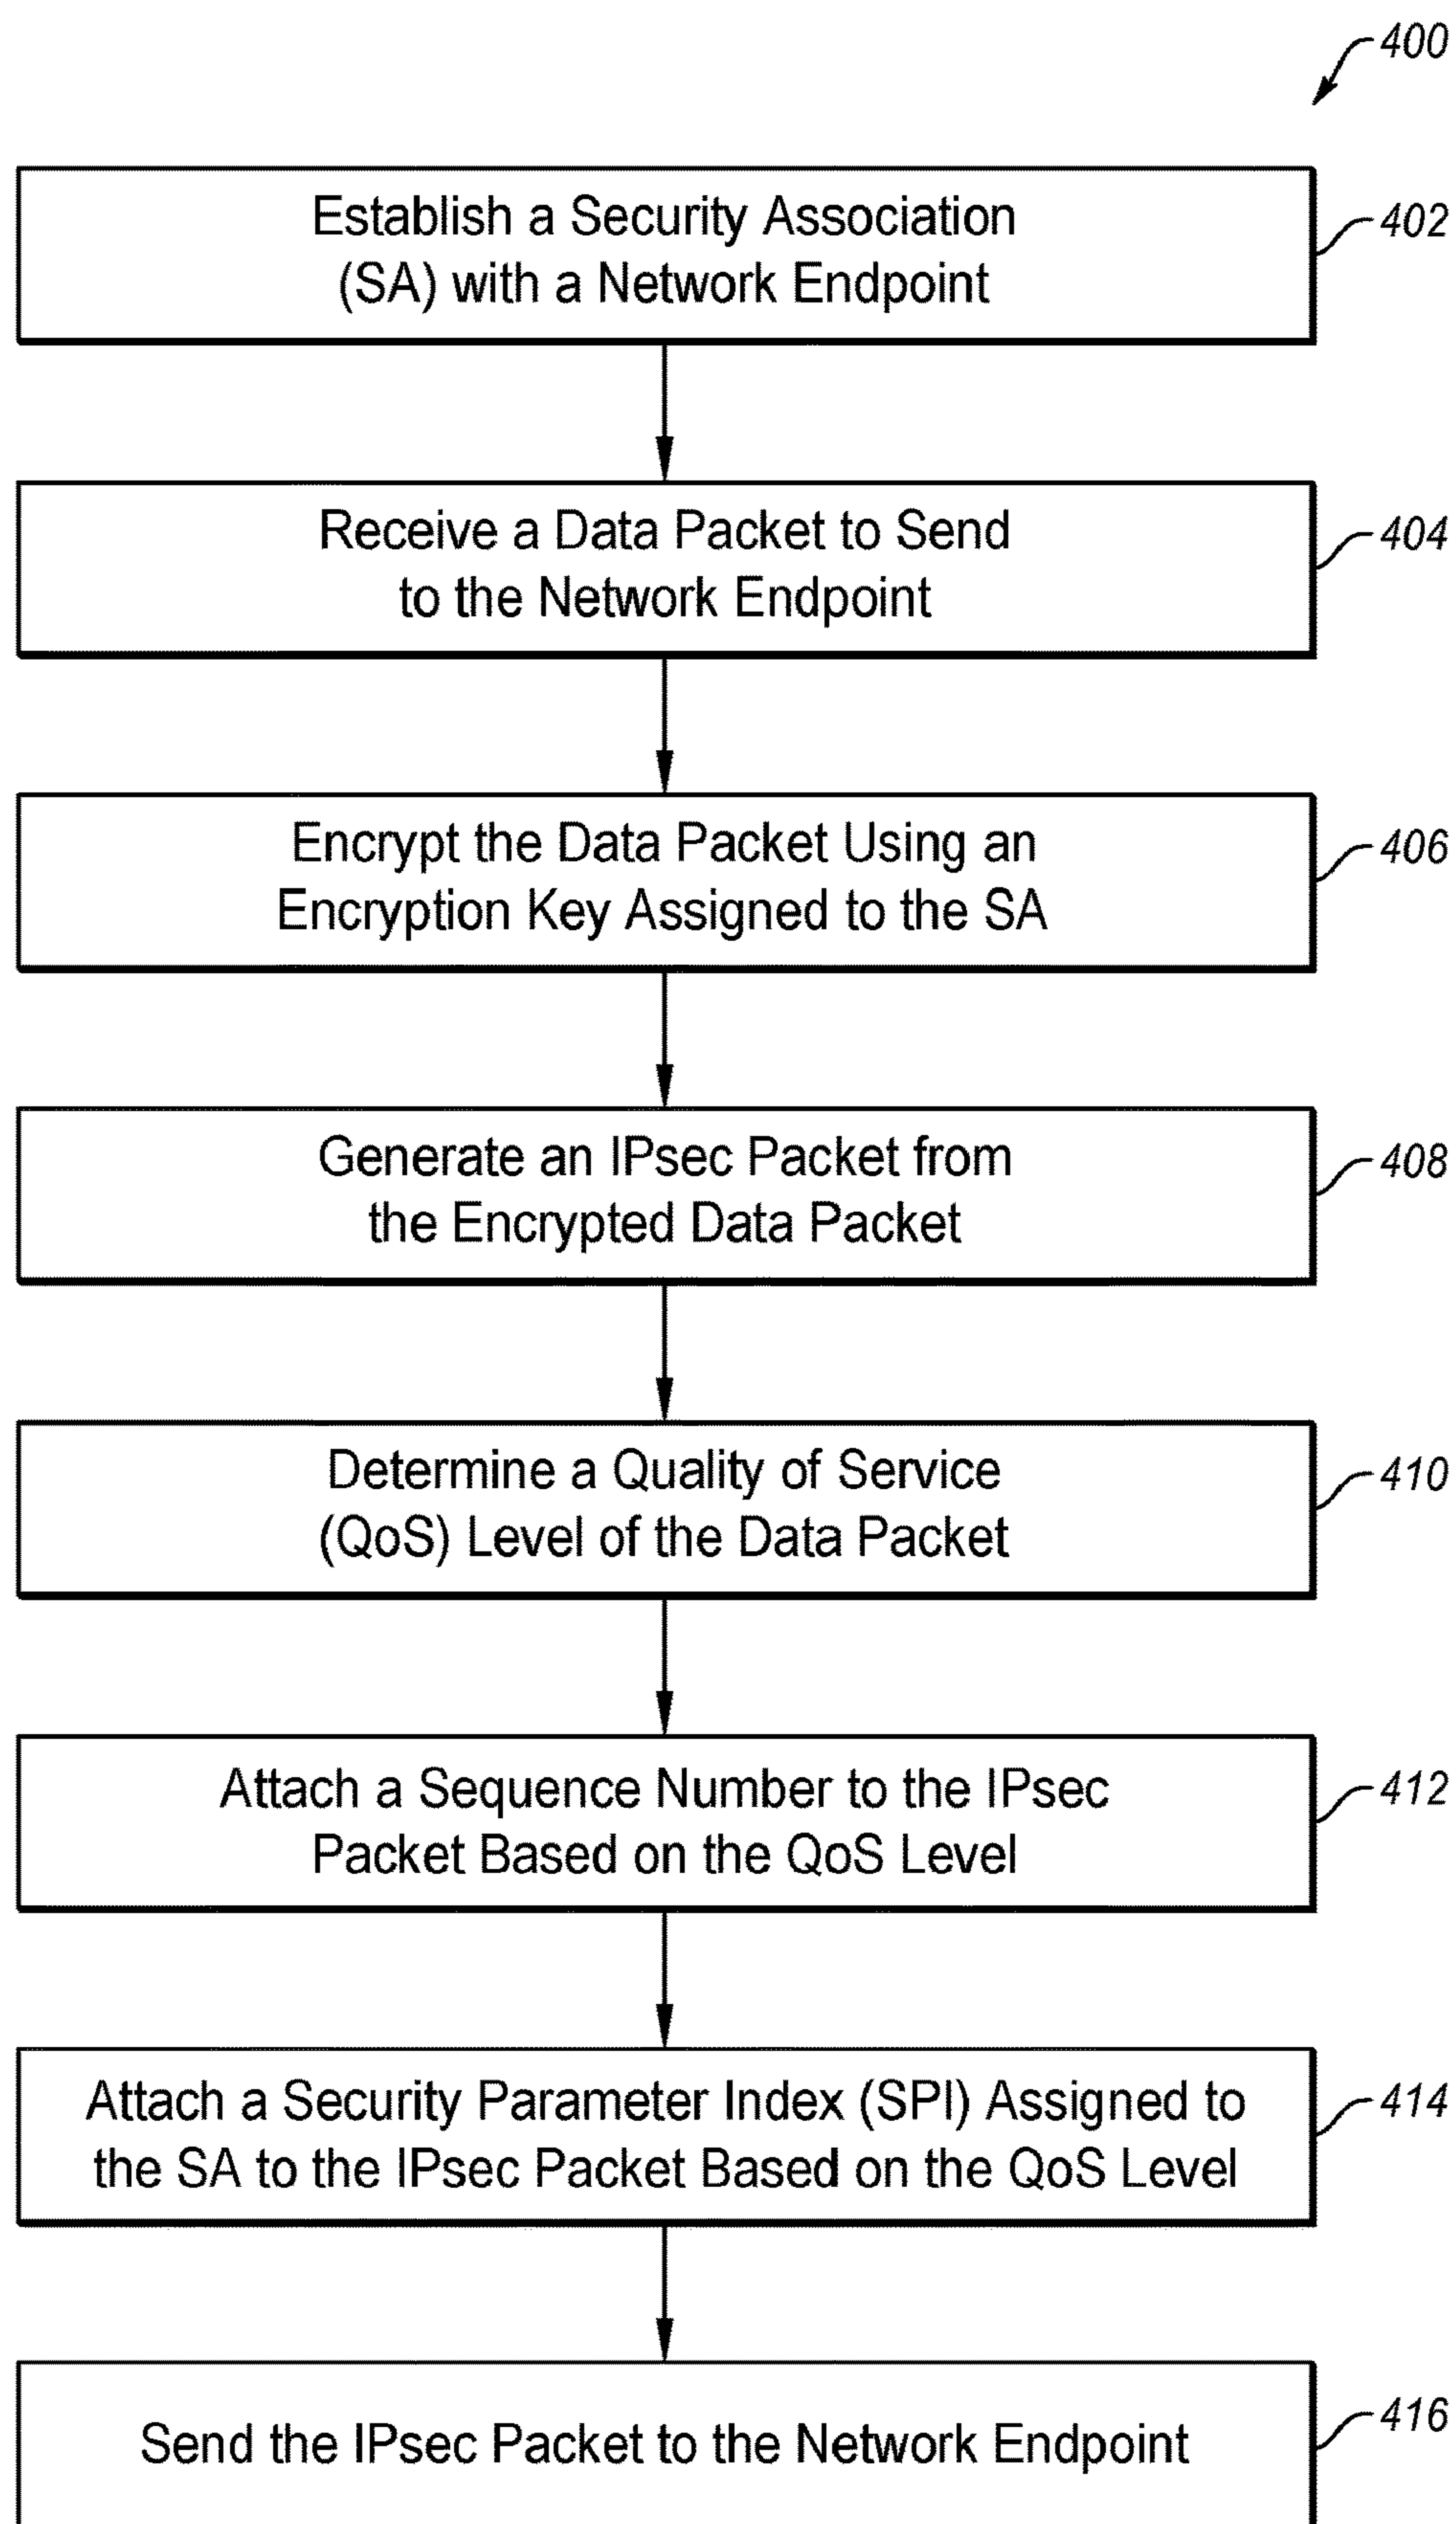 400
Establish a Security Association
(SA) with a Network Endpoint
402
Receive a Data Packet to Send
to the Network Endpoint
404
Encrypt the Data Packet Using an
Encryption Key Assigned to the SA
406
Generate an IPsec Packet from
the Encrypted Data Packet
408
Determine a Quality of Service
(QoS) Level of the Data Packet
410
Attach a Sequence Number to the IPsec
Packet Based on the QoS Level
412
Attach a Security Parameter Index (SPI) Assigned to
the SA to the IPsec Packet Based on the QoS Level
414
Send the IPsec Packet to the Network Endpoint
416